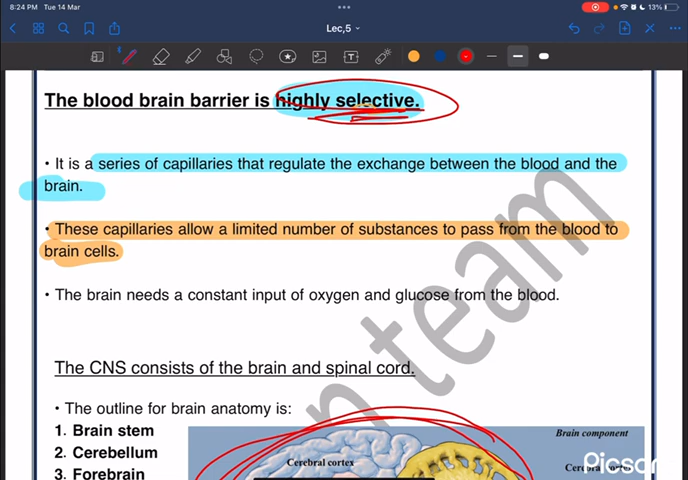 8:24 PM Tue 14 Mar
13%
Lec,5
The blood brain barrier is highly selective.
• It is a series of capillaries that regulate the exchange between the blood and the
brain.
• These capillaries allow a limited number of substances to pass from the blood to
brain cells.
• The brain needs a constant input of oxygen and glucose from the blood.
The CNS consists of the brain and spinal cord.
• The outline for brain anatomy is:
1. Brain stem
2. Cerebellum
3. Forebrain
Brain component
Cerebral cortex
Cerebral cortex
n team
Picsar